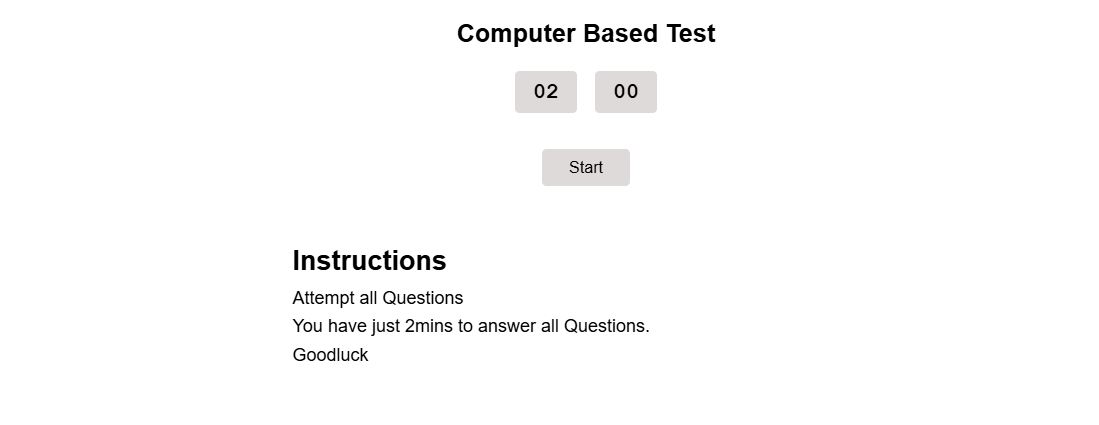 Computer Based Test
02 00
Start
Instructions
Attempt all Questions
You have just 2mins to answer all Questions.
Goodluck